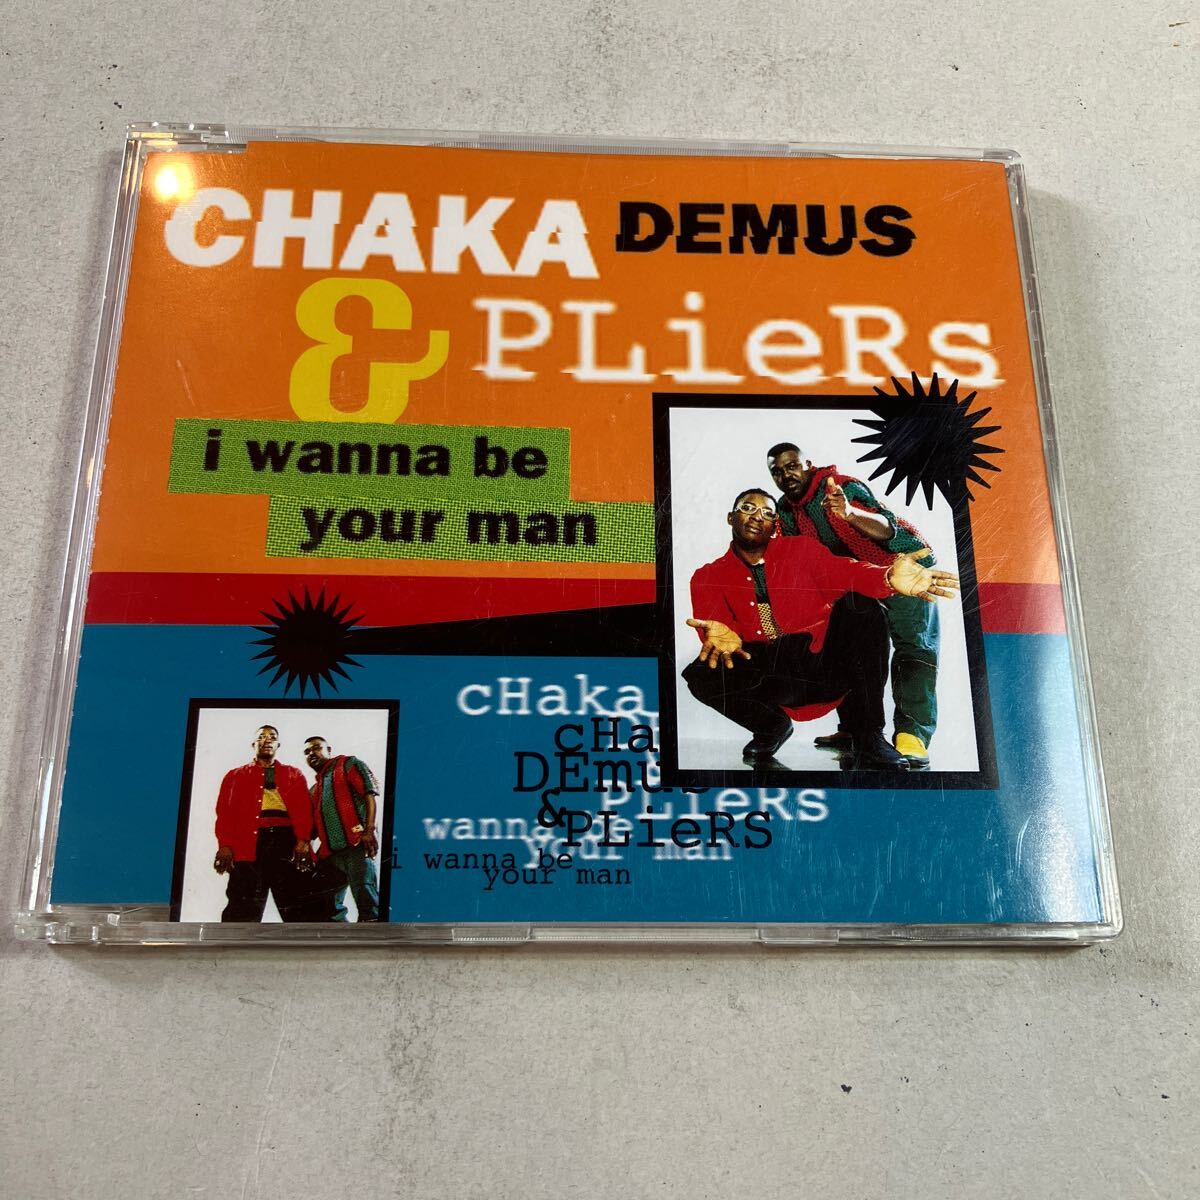 CHAKA DEMUS
& PLieRs
i wanna be
your man
cHaka
cHa
DEmus
PLieRs
& PLieRS
i wanna be
your man
i wanna be
your man